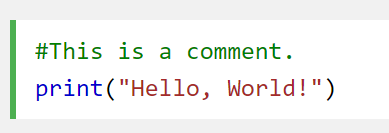 #This is a comment.
print("Hello, World!")